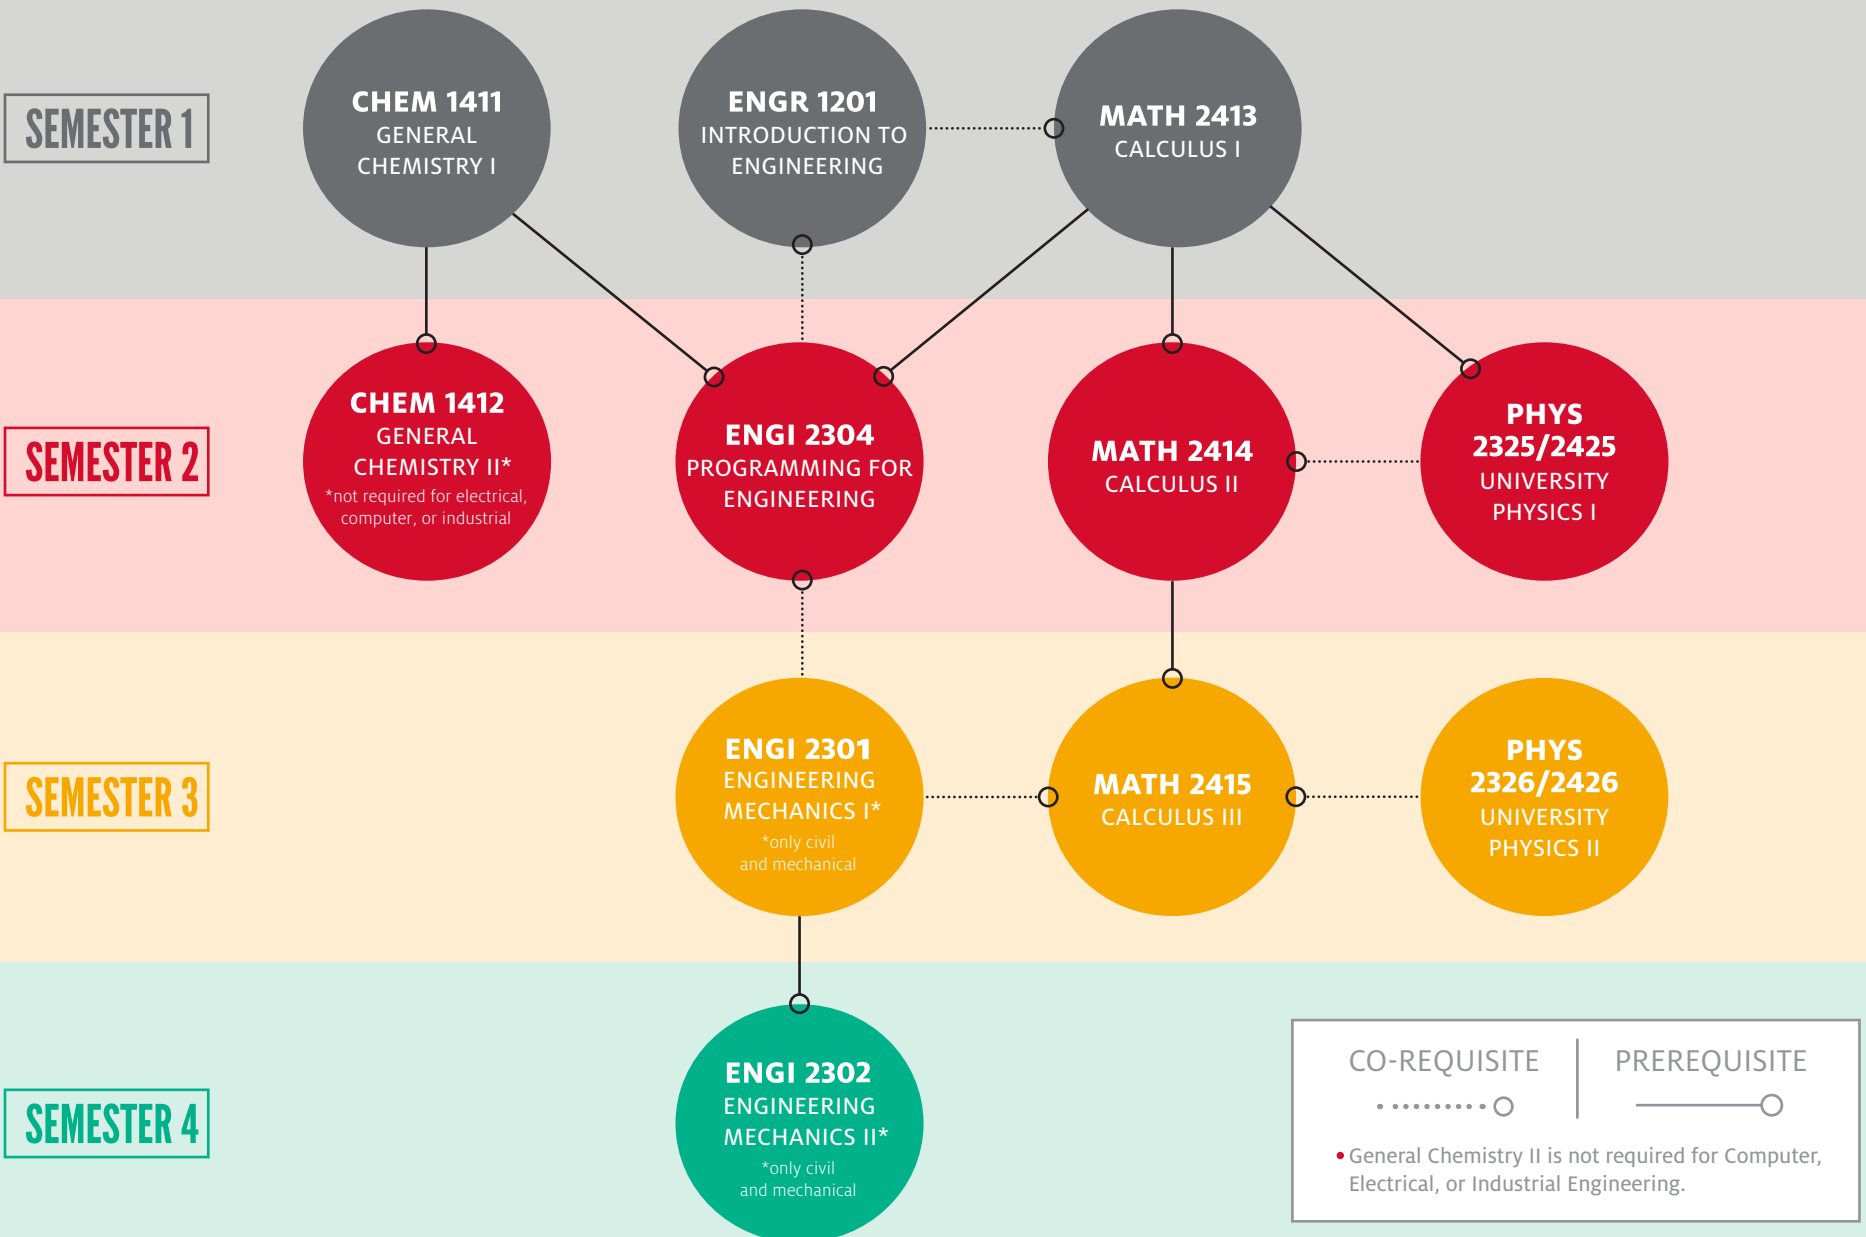 SEMESTER 1
CHEM 1411
GENERAL
CHEMISTRY I
ENGR 1201
INTRODUCTION TO
ENGINEERING
MATH 2413
CALCULUS I
SEMESTER 2
CHEM 1412
GENERAL
CHEMISTRY II*
*not required for electrical,
computer, or industrial
ENGI 2304
PROGRAMMING FOR
ENGINEERING
MATH 2414
CALCULUS II
PHYS
2325/2425
UNIVERSITY
PHYSICS I
SEMESTER 3
ENGI 2301
ENGINEERING
MECHANICS I*
*only civil
and mechanical
MATH 2415
CALCULUS III
PHYS
2326/2426
UNIVERSITY
PHYSICS II
SEMESTER 4
ENGI 2302
ENGINEERING
MECHANICS II*
*only civil
and mechanical
CO-REQUISITE
PREREQUISITE
• General Chemistry II is not required for Computer,
Electrical, or Industrial Engineering.